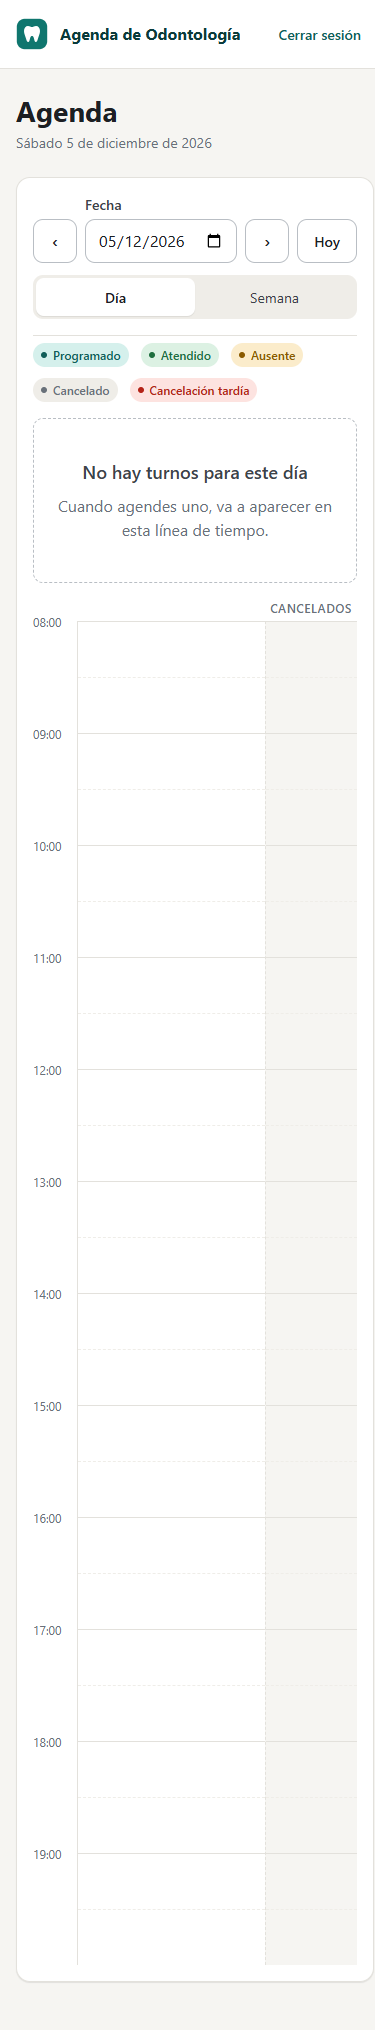 Agenda de Odontología
Cerrar sesión
Agenda
Sábado 5 de diciembre de 2026
Fecha
‹
05/12/2026
›
Hoy
Día
Semana
Programado
Atendido
Ausente
Cancelado
Cancelación tardía
No hay turnos para este día
Cuando agendes uno, va a aparecer en
esta línea de tiempo.
CANCELADOS
08:00
09:00
10:00
11:00
12:00
13:00
14:00
15:00
16:00
17:00
18:00
19:00